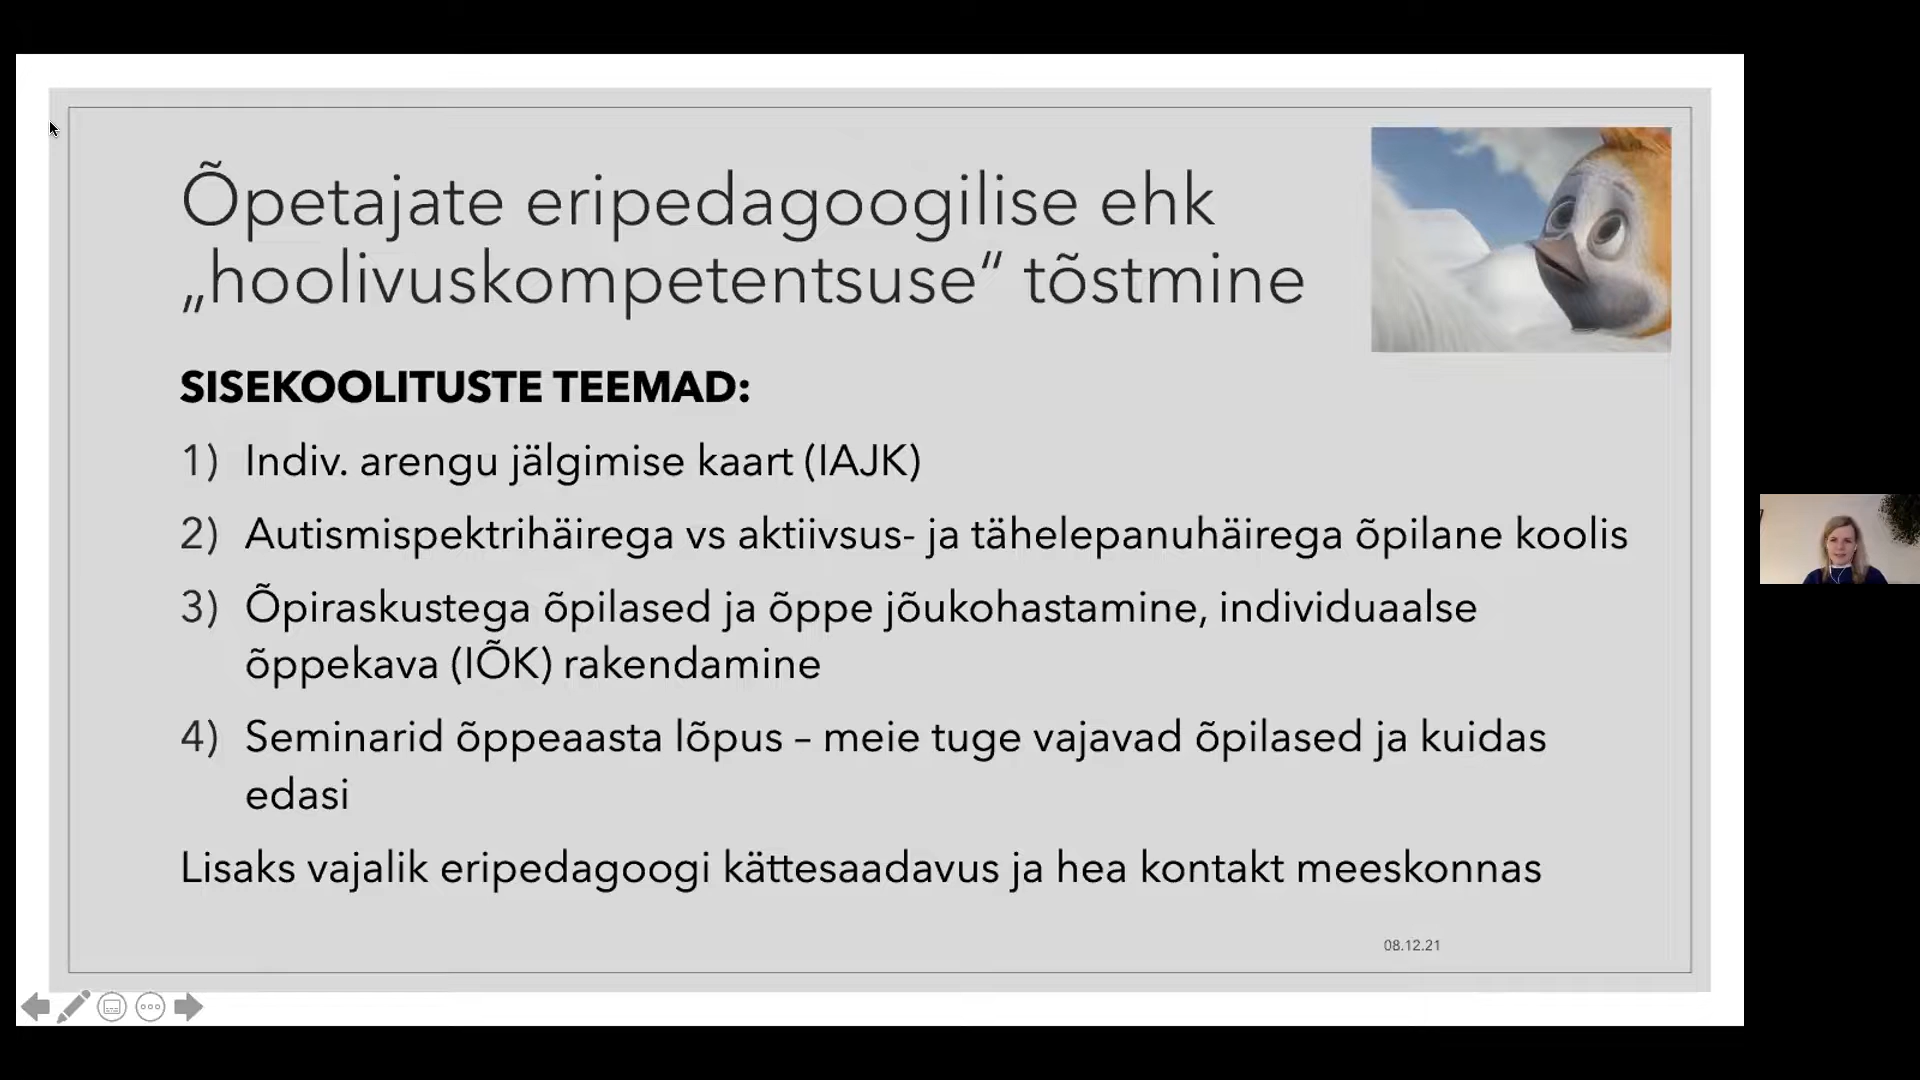 Õpetajate eripedagoogilise ehk
„hoolivuskompetentsuse“ tõstmine
SISEKOOLITUSTE TEEMAD:
1) Indiv. arengu jälgimise kaart (IAJK)
2) Autismispektrihäirega vs aktiivsus- ja tähelepanuhäirega õpilane koolis
3) Õpiraskustega õpilased ja õppe jõukohastamine, individuaalse
õppekava (IÕK) rakendamine
4) Seminarid õppeaasta lõpus – meie tuge vajavad õpilased ja kuidas
edasi
Lisaks vajalik eripedagoogi kättesaadavus ja hea kontakt meeskonnas
08.12.21